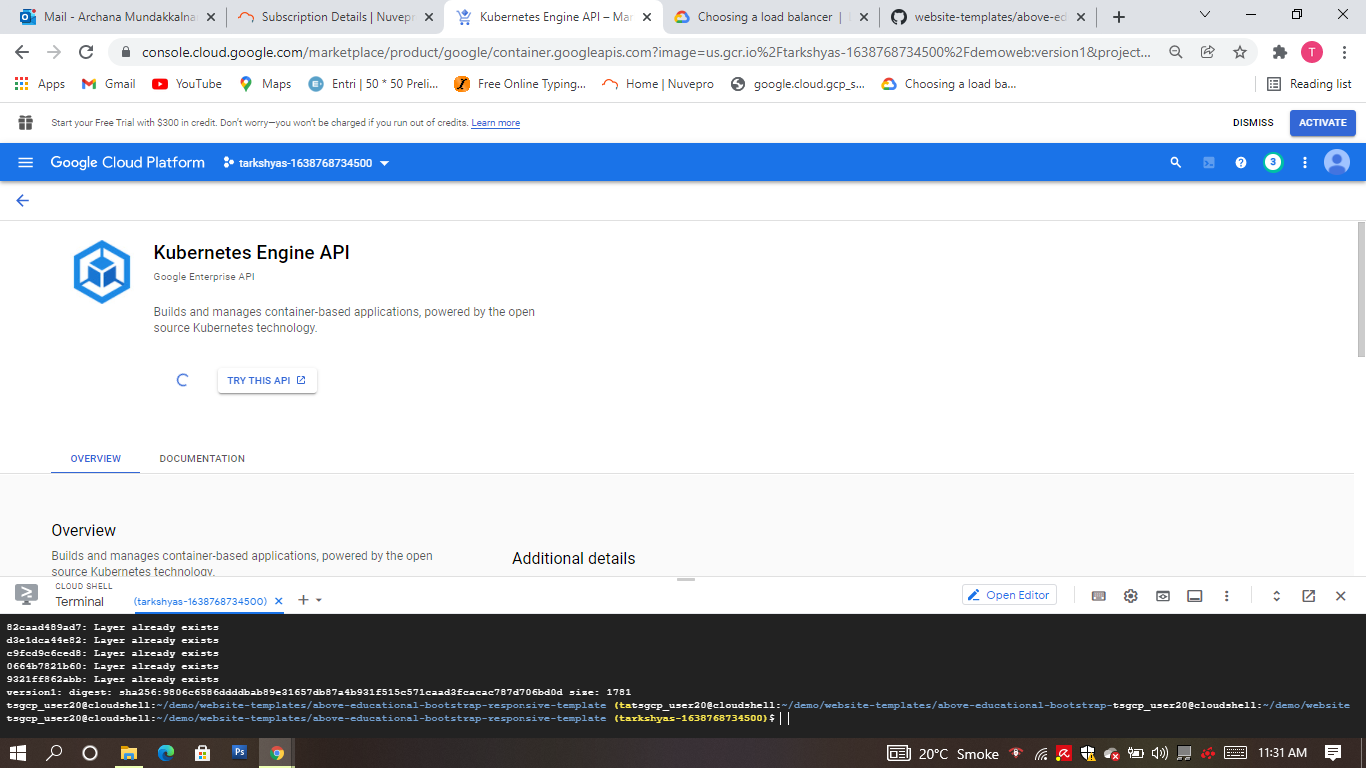 Mail - Archana Mundakkalna
Subscription Details | Nuvepr
Kubernetes Engine API – Mar
Choosing a load balancer |
website-templates/above-ed
console.cloud.google.com/marketplace/product/google/container.googleapis.com?image=us.gcr.io%2Ftarkshyas-1638768734500%2Fdemoweb:version1&project...
T
Apps
Gmail
YouTube
Maps
Entri | 50 * 50 Preli...
Free Online Typing...
Home | Nuvepro
google.cloud.gcp_s...
Choosing a load ba...
Reading list
Start your Free Trial with $300 in credit. Don't worry—you won't be charged if you run out of credits. Learn more
DISMISS
ACTIVATE
Google Cloud Platform
tarkshyas-1638768734500
3
Kubernetes Engine API
Google Enterprise API
Builds and manages container-based applications, powered by the open
source Kubernetes technology.
TRY THIS API
OVERVIEW
DOCUMENTATION
Overview
Builds and manages container-based applications, powered by the open
source Kubernetes technology.
Additional details
CLOUD SHELL
Terminal
(tarkshyas-1638768734500)
Open Editor
82caad489ad7: Layer already exists
d3e1dca44e82: Layer already exists
c9fcd9c6ced8: Layer already exists
0664b7821b60: Layer already exists
9321ff862abb: Layer already exists
version1: digest: sha256:9806c6586ddddbab89e31657db87a4b931f515c571caad3fcacac787d706bd0d size: 1781
tsgcp_user20@cloudshell:~/demo/website-templates/above-educational-bootstrap-responsive-template (tatsgcp_user20@cloudshell:~/demo/website-templates/above-educational-bootstrap-tsgcp_user20@cloudshell:~/demo/website
tsgcp_user20@cloudshell:~/demo/website-templates/above-educational-bootstrap-responsive-template (tarkshyas-1638768734500)$
Ps
20°C Smoke
11:31 AM